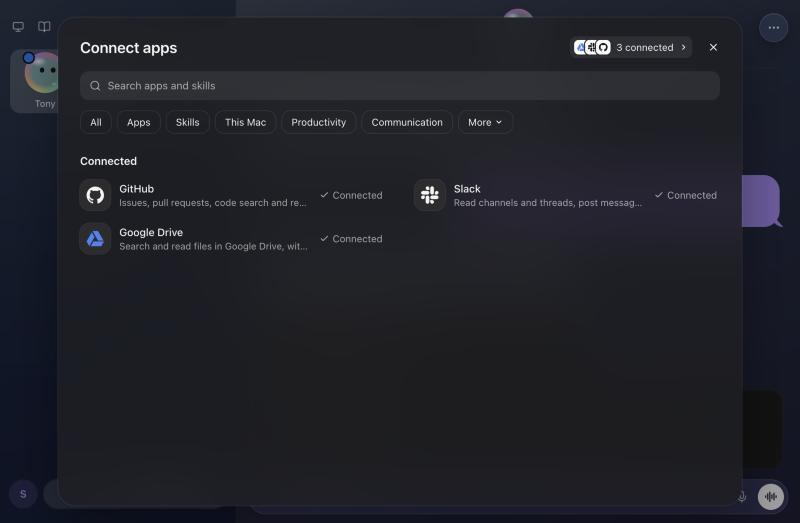 Connect apps
3 connected
Search apps and skills
All
Apps
Skills
This Mac
Productivity
Communication
More
Connected
GitHub
Issues, pull requests, code search and re...
Connected
Slack
Read channels and threads, post messag...
Connected
Google Drive
Search and read files in Google Drive, wit...
Connected
Tony
S